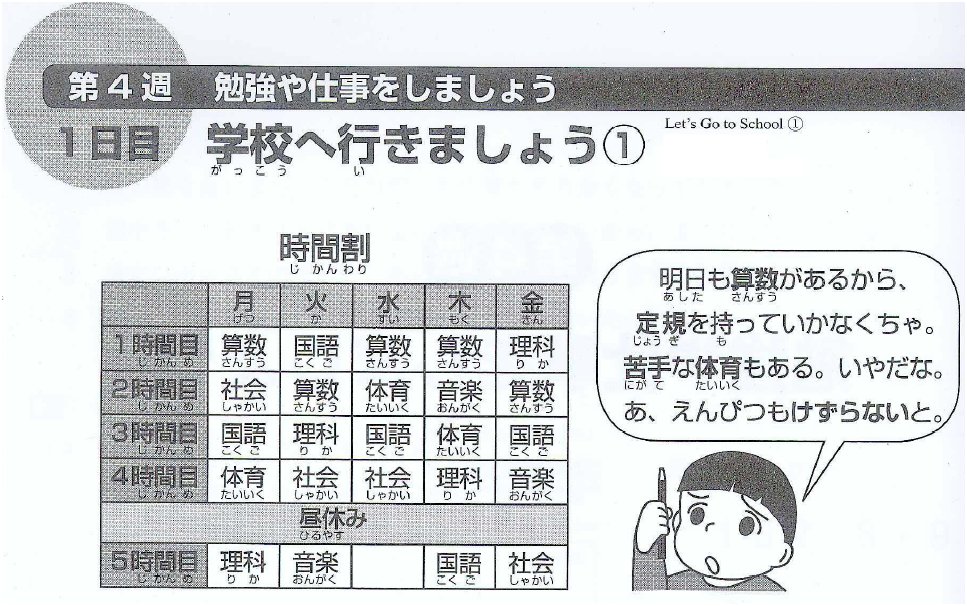 第4週 勉強や仕事をしましょう
1日目 学校へ行きましょう①
がっこう い
Let's Go to School ①
時間割
じ かん わり
月 火 水 木 金
げつ か すい もく きん
1時間目 算数 国語 算数 算数 理科
じ かん め さんすう こく ご さんすう さんすう り か
2時間目 社会 算数 体育 音楽 算数
じ かん め しゃかい さんすう たいいく おんがく さんすう
3時間目 国語 理科 国語 体育 国語
じ かん め こく ご り か こく ご たいいく こく ご
4時間目 体育 社会 社会 理科 音楽
じ かん め たいいく しゃかい しゃかい り か おんがく
昼休み
ひるやす
5時間目 理科 音楽 国語 社会
じ かん め り か おんがく こく ご しゃかい
明日も算数があるから、
あした さんすう
定規を持っていかなくちゃ。
じょう ぎ も
苦手な体育もある。いやだな。
にが て たいいく
あ、えんぴつもけずらないと。